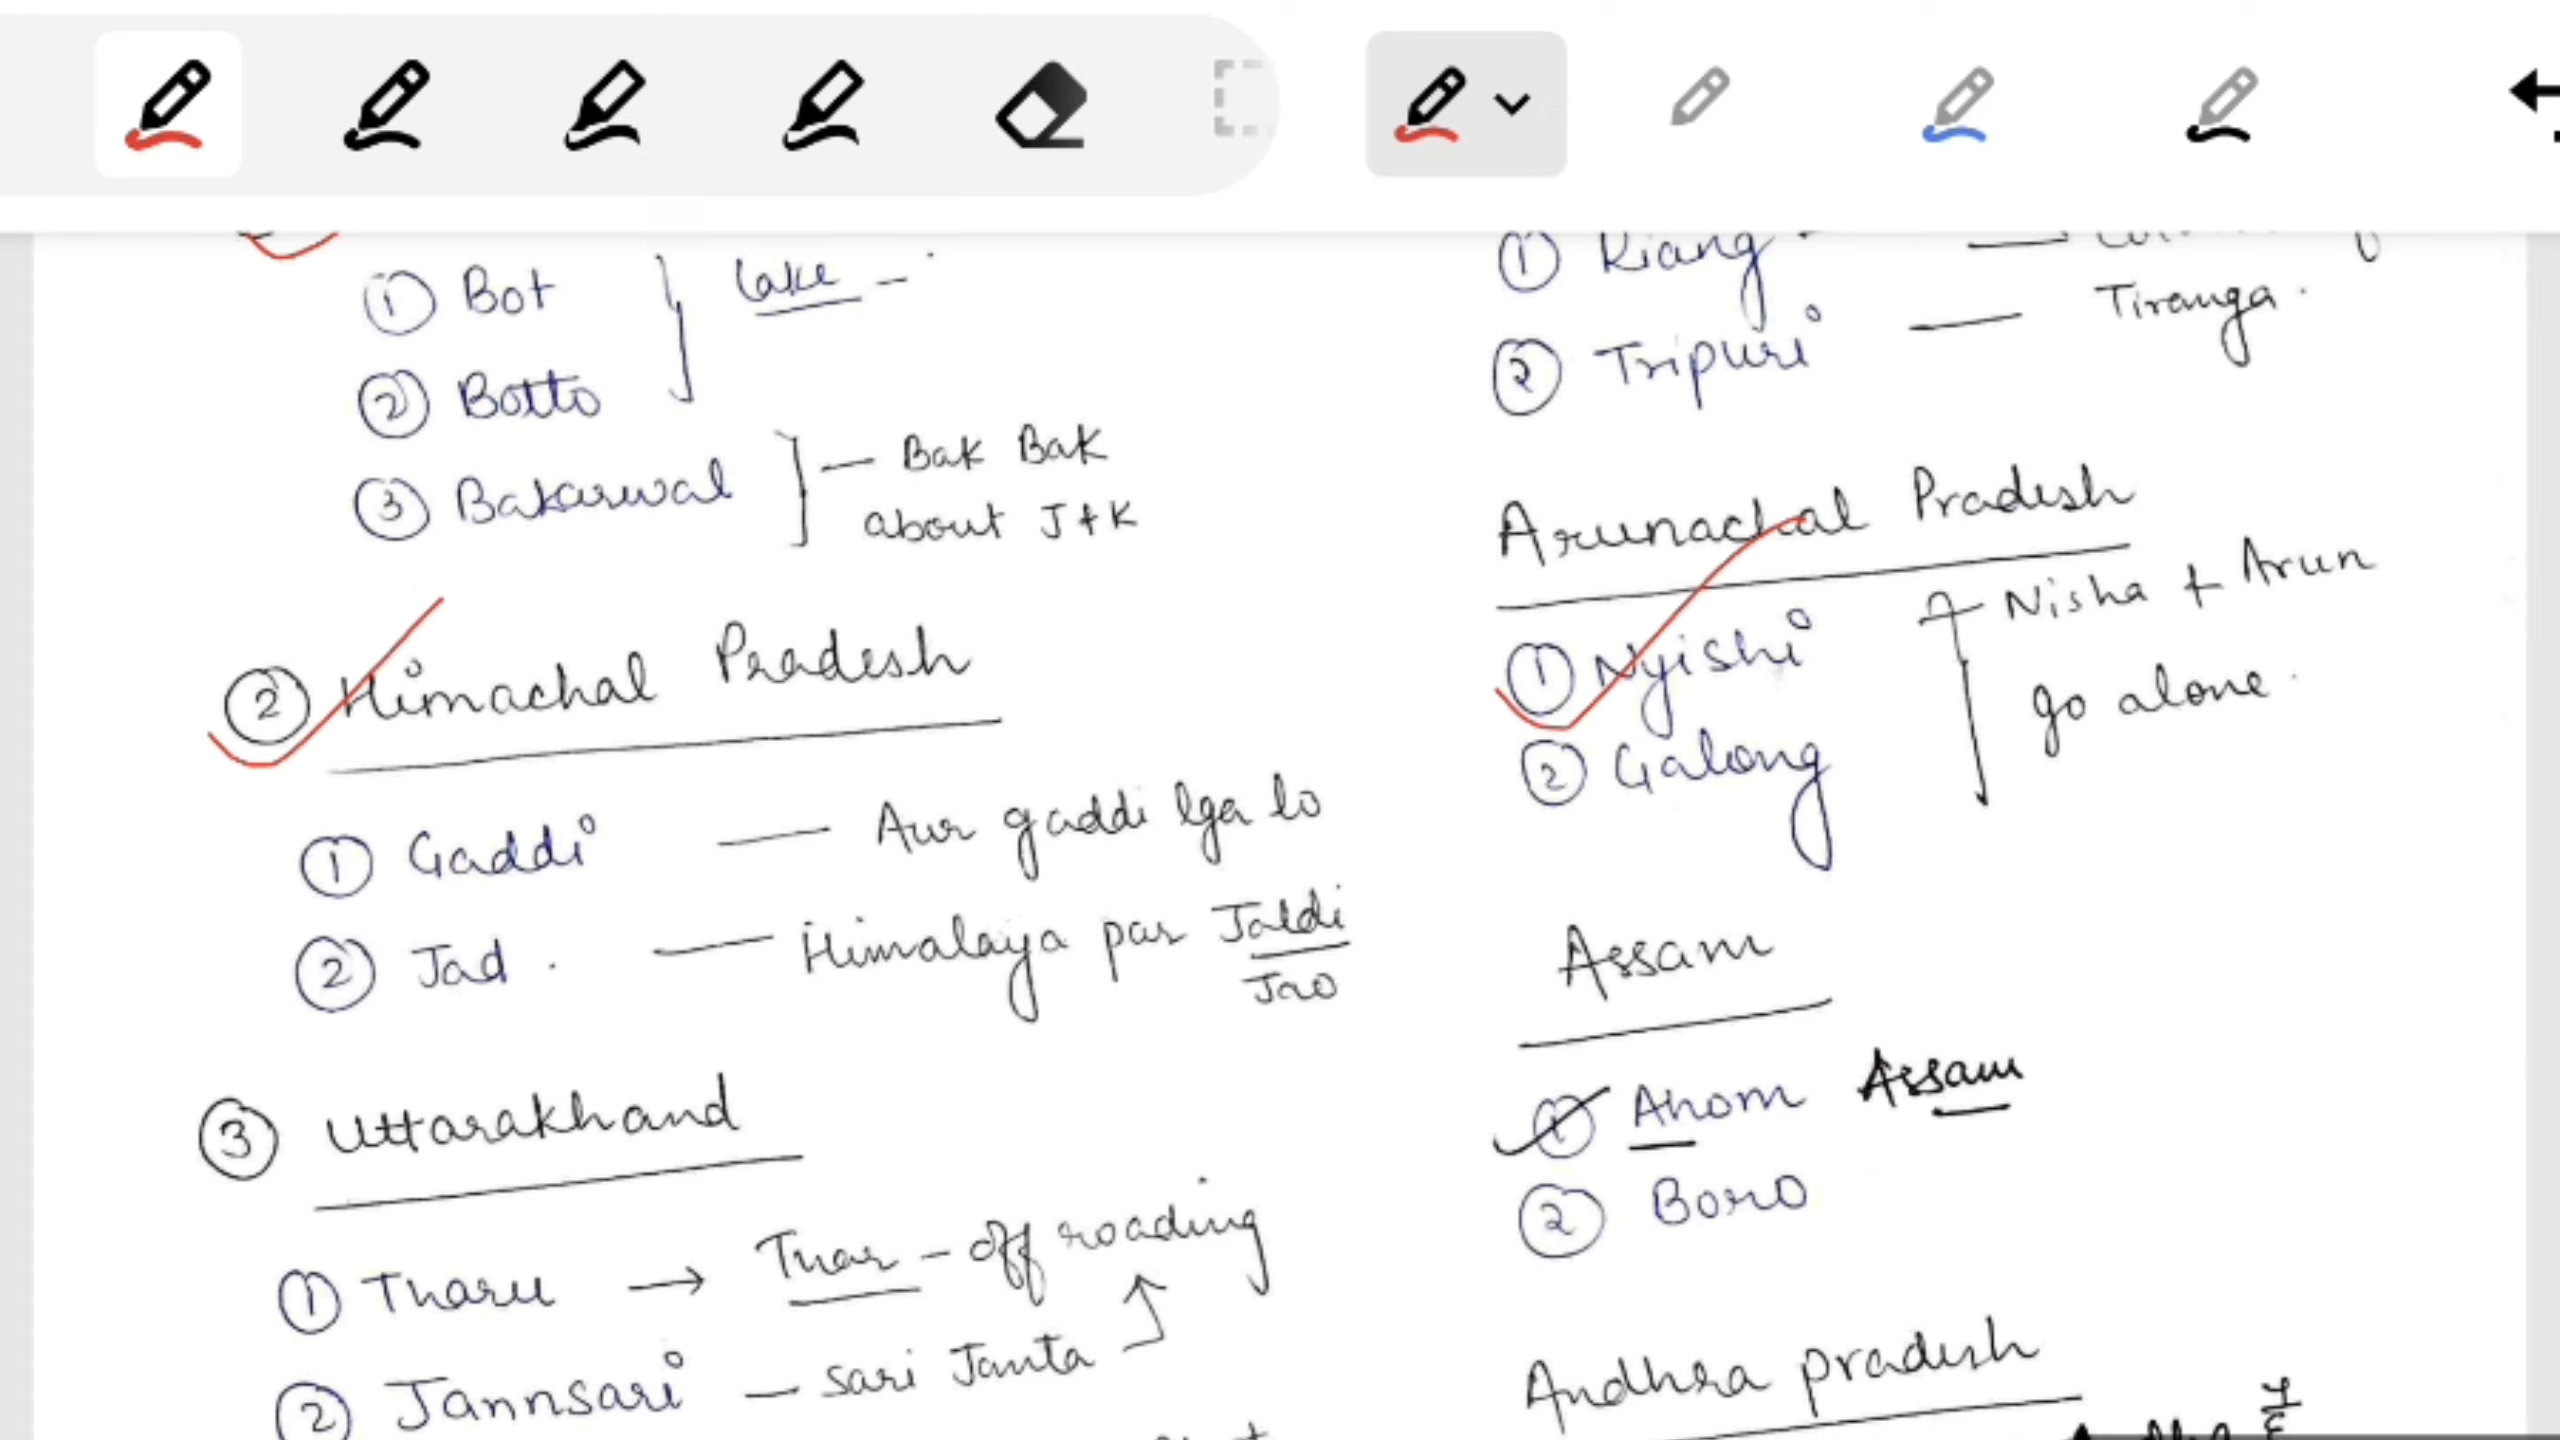 ① Bot
Lake -
② Botto
③ Bakarwal
— Bak Bak
about J+K
② Himachal Pradesh
① Gaddi — Aur gaddi lga lo
② Jad. — Himalaya par Jaldi
Jao
③ Uttarakhand
① Tharu → Thar - off roading
② Jannsari — sari Janta
① Riang —
② Tripuri — Tiranga.
Arunachal Pradesh
① Nyishi Nisha + Arun
② Galong go alone.
Assam
① Ahom Assam
② Boro
Andhra pradesh